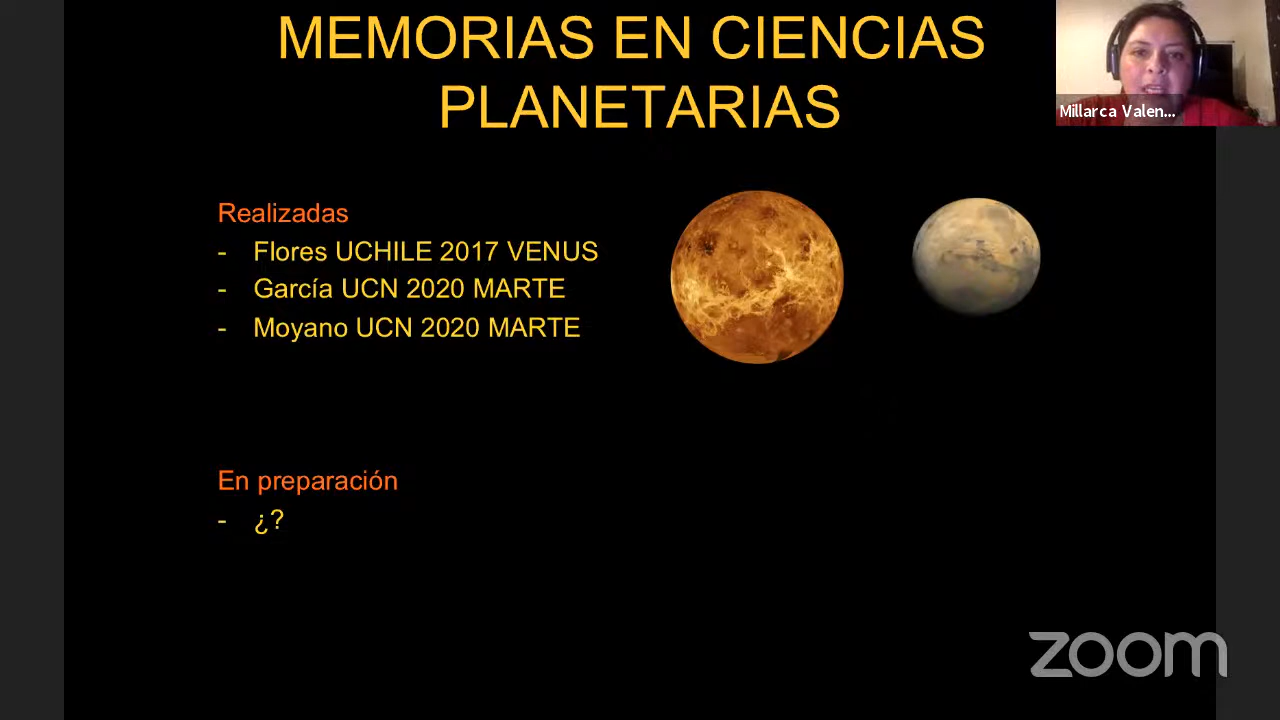 MEMORIAS EN CIENCIAS
PLANETARIAS
Millarca Valen...
Realizadas
- Flores UCHILE 2017 VENUS
- García UCN 2020 MARTE
- Moyano UCN 2020 MARTE
En preparación
- ¿?
zoom